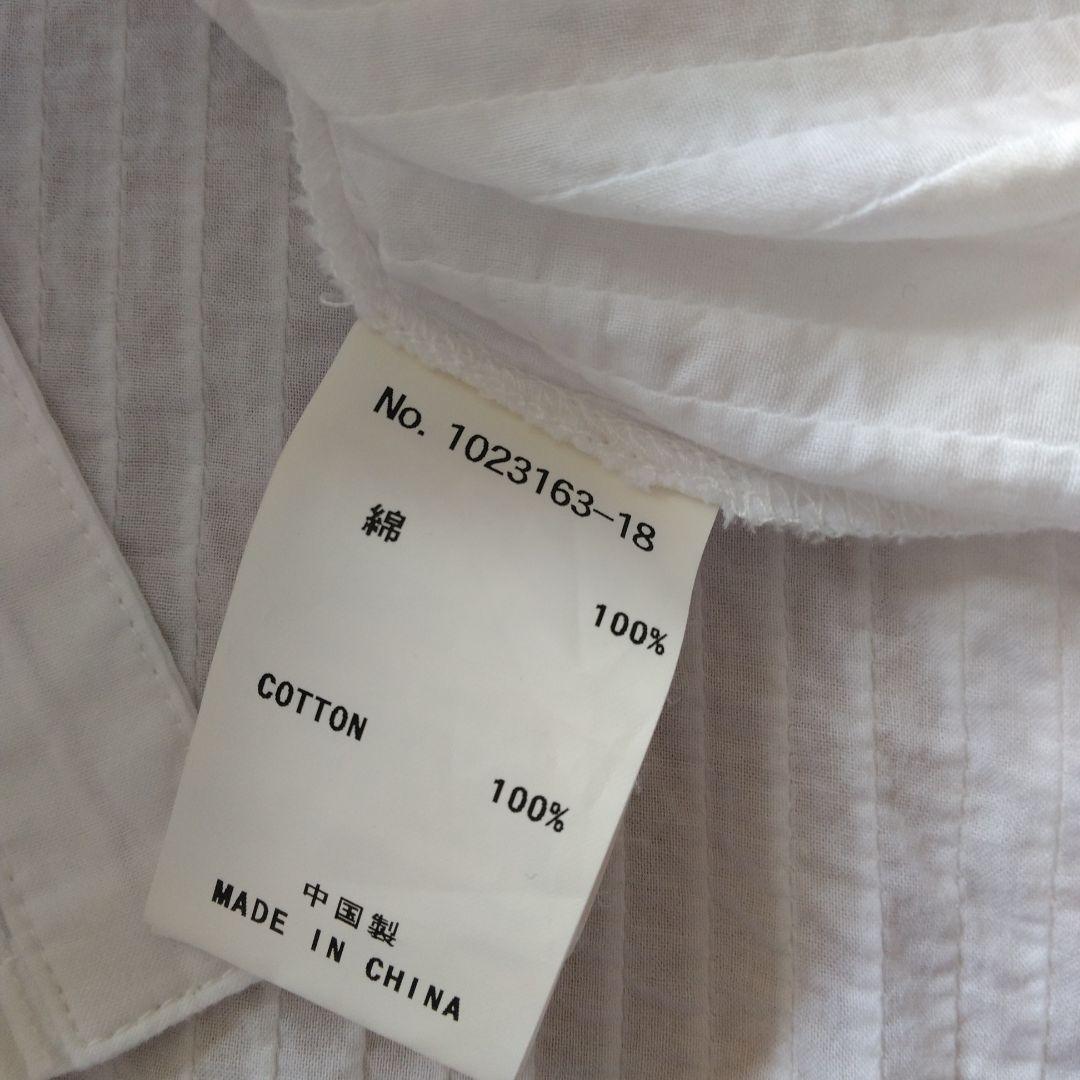 No. 1023163-18
綿
100%
COTTON
100%
中国製
MADE IN CHINA